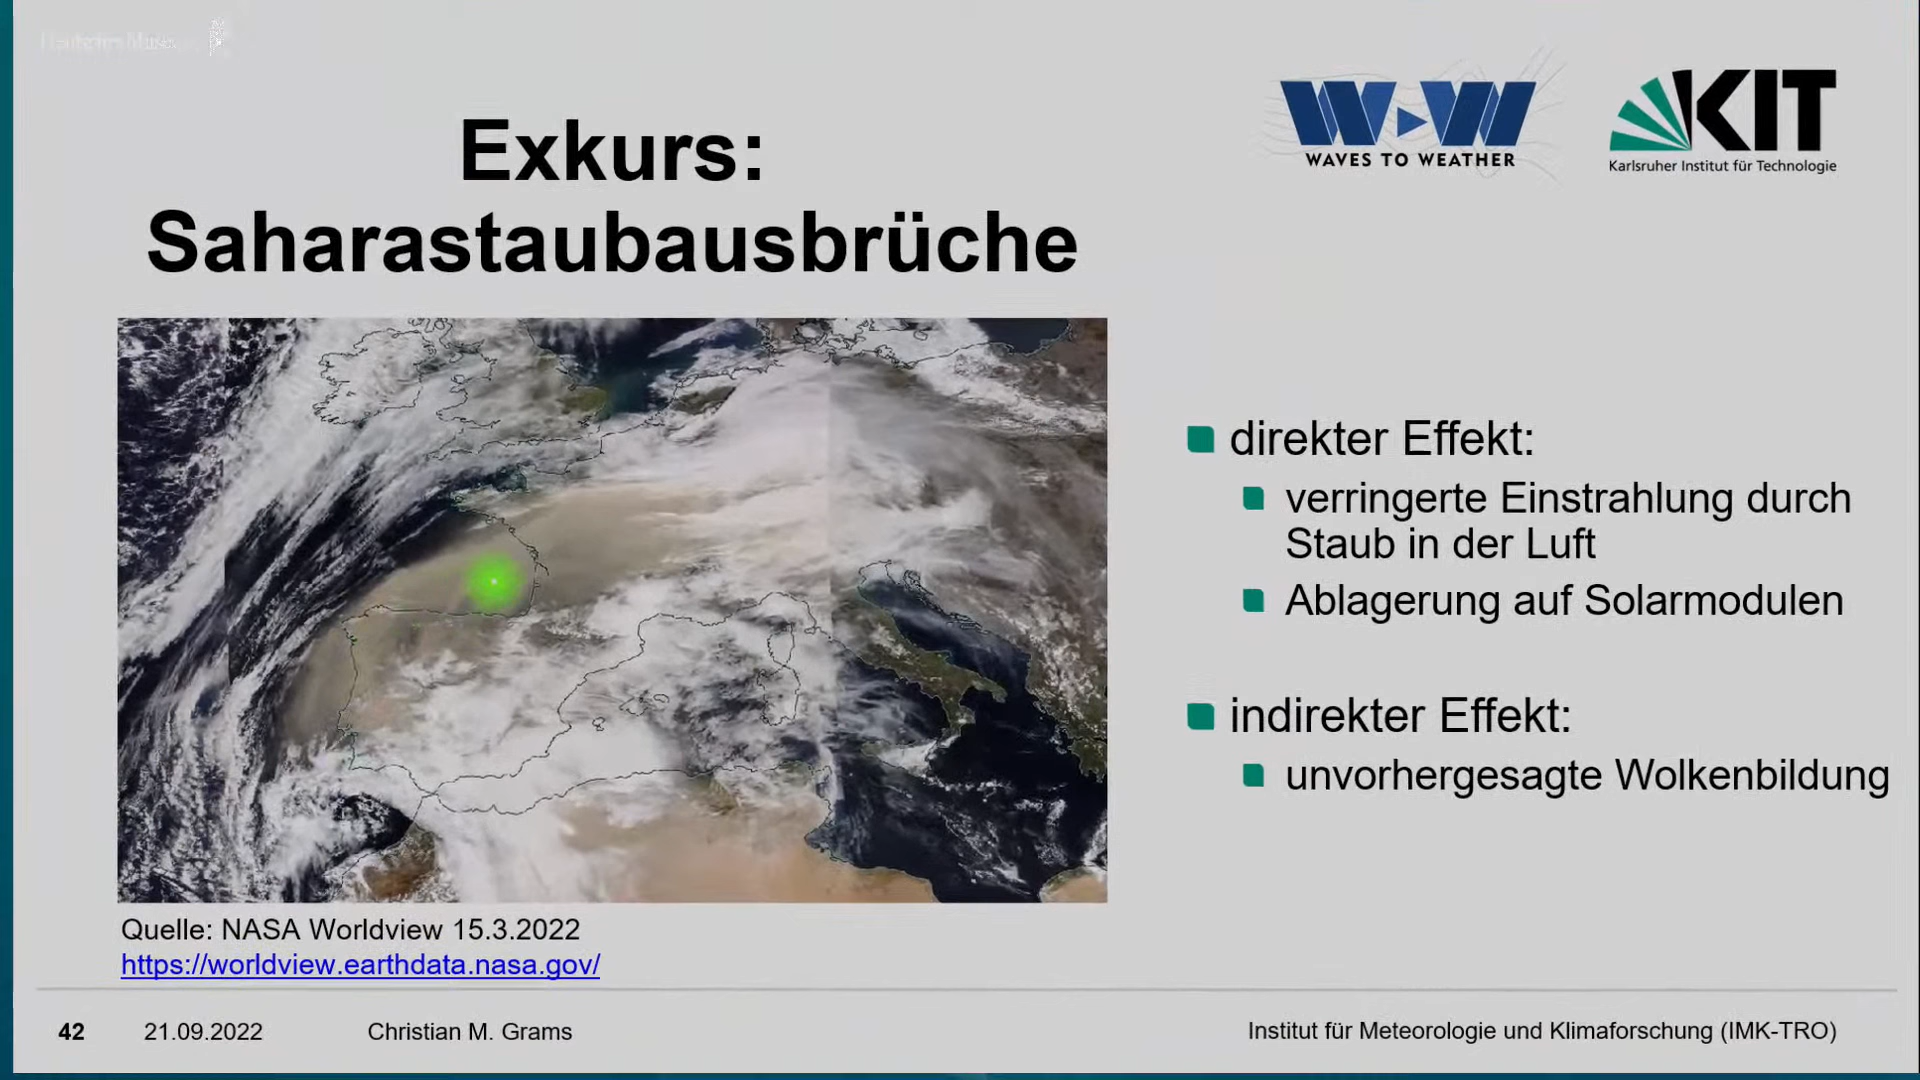 Exkurs:
Saharastaubausbrüche
WAVES TO WEATHER
KIT
Karlsruher Institut für Technologie
direkter Effekt:
verringerte Einstrahlung durch
Staub in der Luft
Ablagerung auf Solarmodulen
indirekter Effekt:
unvorhergesagte Wolkenbildung
Quelle: NASA Worldview 15.3.2022
https://worldview.earthdata.nasa.gov/
42 21.09.2022 Christian M. Grams Institut für Meteorologie und Klimaforschung (IMK-TRO)